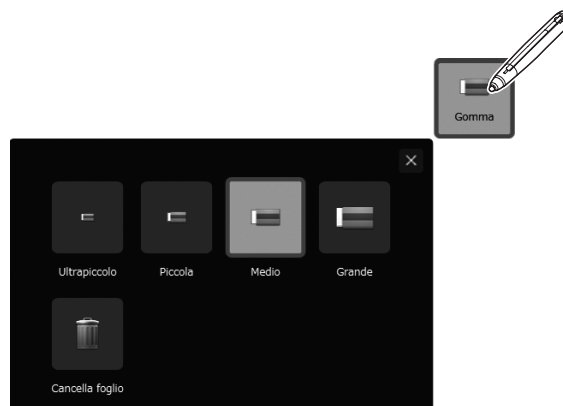 Gomma
Ultrapiccolo
Piccola
Medio
Grande
Cancella foglio